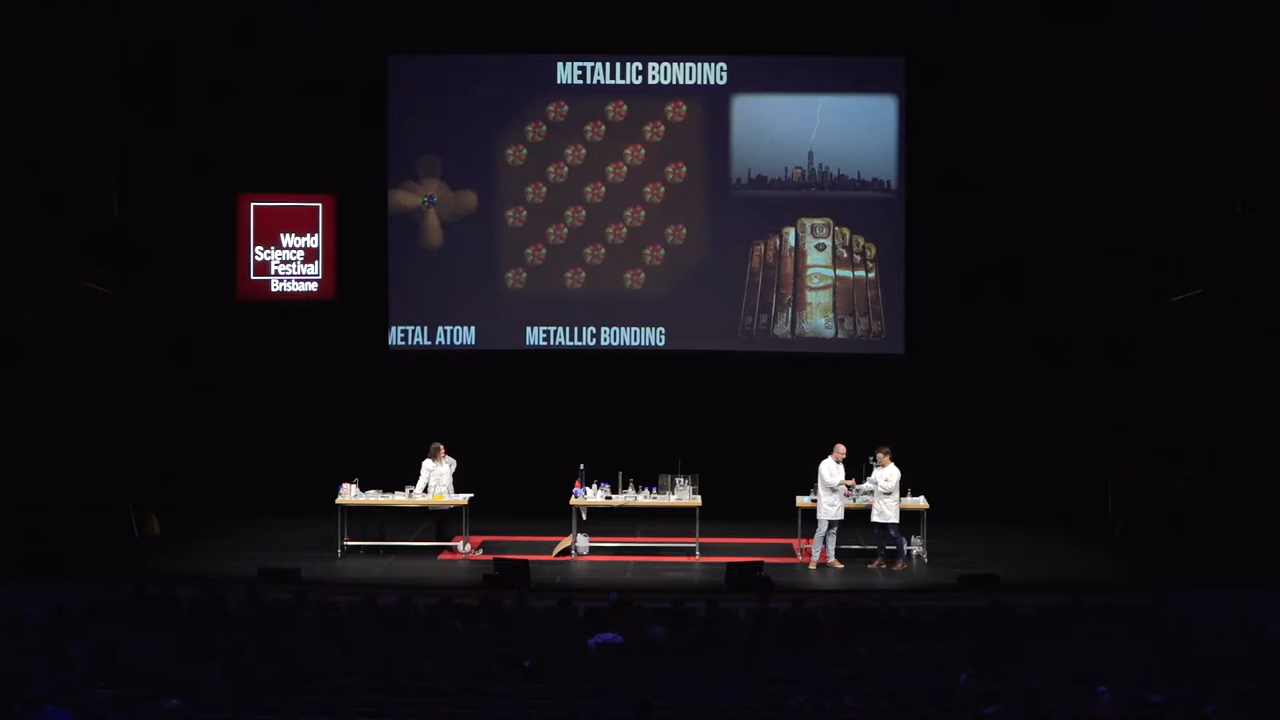 METALLIC BONDING
World
Science
Festival
Brisbane
METAL ATOM
METALLIC BONDING